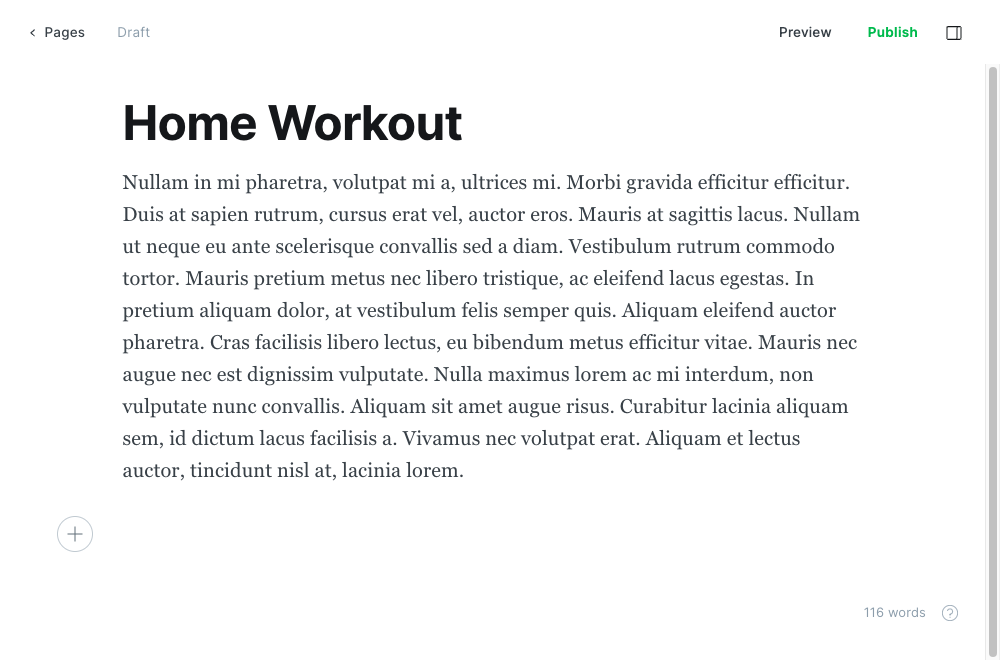 Pages
Draft
Preview
Publish
Home Workout
Nullam in mi pharetra, volutpat mi a, ultrices mi. Morbi gravida efficitur efficitur.
Duis at sapien rutrum, cursus erat vel, auctor eros. Mauris at sagittis lacus. Nullam
ut neque eu ante scelerisque convallis sed a diam. Vestibulum rutrum commodo
tortor. Mauris pretium metus nec libero tristique, ac eleifend lacus egestas. In
pretium aliquam dolor, at vestibulum felis semper quis. Aliquam eleifend auctor
pharetra. Cras facilisis libero lectus, eu bibendum metus efficitur vitae. Mauris nec
augue nec est dignissim vulputate. Nulla maximus lorem ac mi interdum, non
vulputate nunc convallis. Aliquam sit amet augue risus. Curabitur lacinia aliquam
sem, id dictum lacus facilisis a. Vivamus nec volutpat erat. Aliquam et lectus
auctor, tincidunt nisl at, lacinia lorem.
116 words